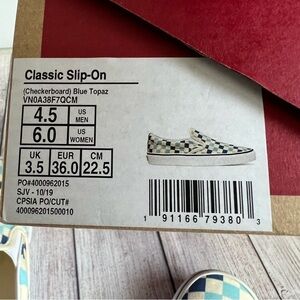 Classic Slip-On
(Checkerboard) Blue Topaz
VN0A38F7QCM
4.5 US MEN
6.0 US WOMEN
UK EUR CM
3.5 36.0 22.5
PO#4000962015
SJV - 10/19
CPSIA PO/CUT#
400096201500010
1 91166 79380 3